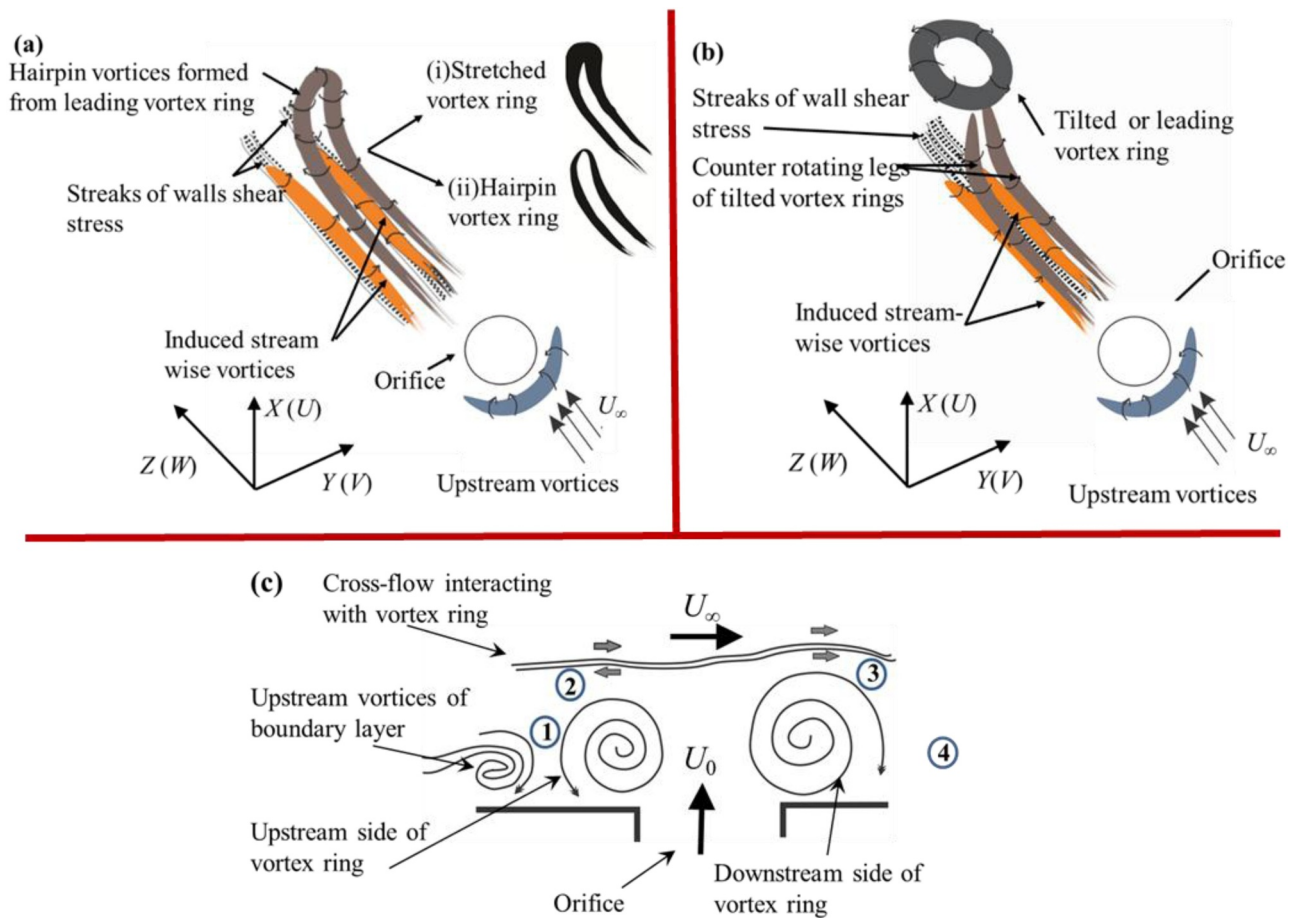 (a)
Hairpin vortices formed
from leading vortex ring
(i)Stretched
vortex ring
(ii)Hairpin
vortex ring
Streaks of walls shear
stress
Induced stream
wise vortices
Orifice
X (U)
Z (W)
Y (V)
U∞
Upstream vortices
(b)
Streaks of wall shear
stress
Tilted or leading
vortex ring
Counter rotating legs
of tilted vortex rings
Orifice
Induced stream-
wise vortices
X (U)
Z (W)
Y(V)
U∞
Upstream vortices
(c)
Cross-flow interacting
with vortex ring
U∞
Upstream vortices of
boundary layer
1
2
3
4
U0
Upstream side of
vortex ring
Orifice
Downstream side of
vortex ring